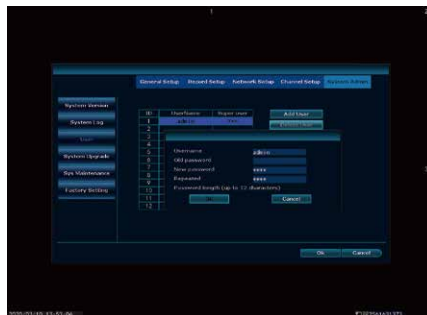 1
General Setup Record Setup Network Setup Channel Setup System Admin
System Version
System Log
User
System Upgrade
Sys Maintenance
Factory Setting
ID UserName Super User
1 admin Yes
2
3
4
5
6
7
8
9
10
11
12
Add User
Username admin
Old password
New password ****
Repeated ****
Password length (up to 12 characters)
Ok Cancel
Ok Cancel